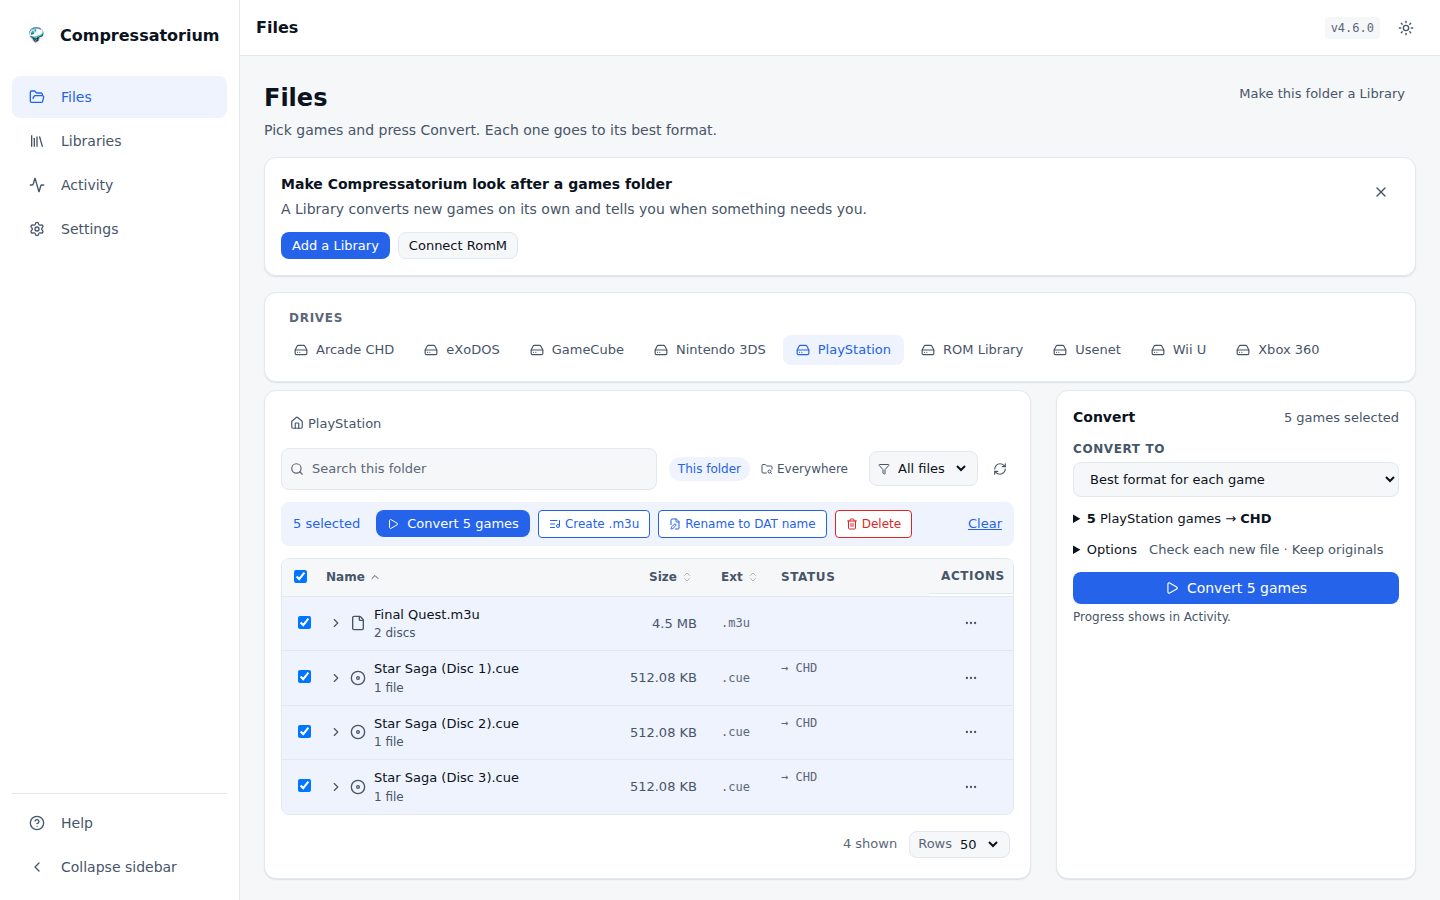 Compressatorium
Files
Libraries
Activity
Settings
Help
Collapse sidebar
Files
v4.6.0
Files
Make this folder a Library
Pick games and press Convert. Each one goes to its best format.
Make Compressatorium look after a games folder
A Library converts new games on its own and tells you when something needs you.
Add a Library
Connect RomM
DRIVES
Arcade CHD
eXoDOS
GameCube
Nintendo 3DS
PlayStation
ROM Library
Usenet
Wii U
Xbox 360
PlayStation
Search this folder
This folder
Everywhere
All files
5 selected
Convert 5 games
Create .m3u
Rename to DAT name
Delete
Clear
Name
Size
Ext
STATUS
ACTIONS
Final Quest.m3u
2 discs
4.5 MB
.m3u
Star Saga (Disc 1).cue
1 file
512.08 KB
.cue
→ CHD
Star Saga (Disc 2).cue
1 file
512.08 KB
.cue
→ CHD
Star Saga (Disc 3).cue
1 file
512.08 KB
.cue
→ CHD
4 shown
Rows 50
Convert
5 games selected
CONVERT TO
Best format for each game
5 PlayStation games → CHD
Options Check each new file · Keep originals
Convert 5 games
Progress shows in Activity.